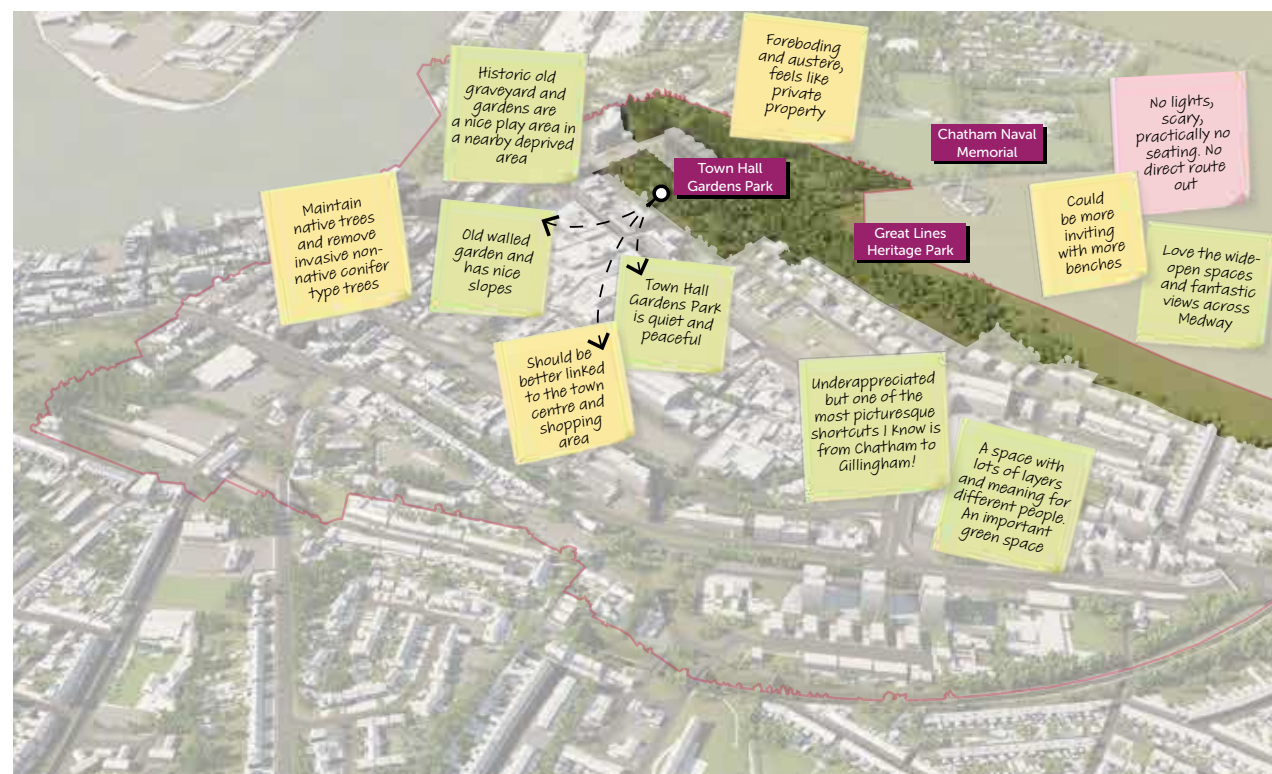 Historic old
graveyard and
gardens are
a nice play area in
a nearby deprived
area
Foreboding
and austere,
feels like
private
property
No lights,
scary,
practically no
seating. No
direct route
out
Chatham Naval
Memorial
Town Hall
Gardens Park
Maintain
native trees
and remove
invasive non-
native conifer
type trees
Old walled
garden and
has nice
slopes
Could
be more
inviting
with more
benches
Great Lines
Heritage Park
Love the wide-
open spaces
and fantastic
views across
Medway
Town Hall
Gardens Park
is quiet and
peaceful
Should be
better linked
to the town
centre and
shopping
area
Underappreciated
but one of the
most picturesque
shortcuts I know is
from Chatham to
Gillingham!
A space with
lots of layers
and meaning for
different people.
An important
green space